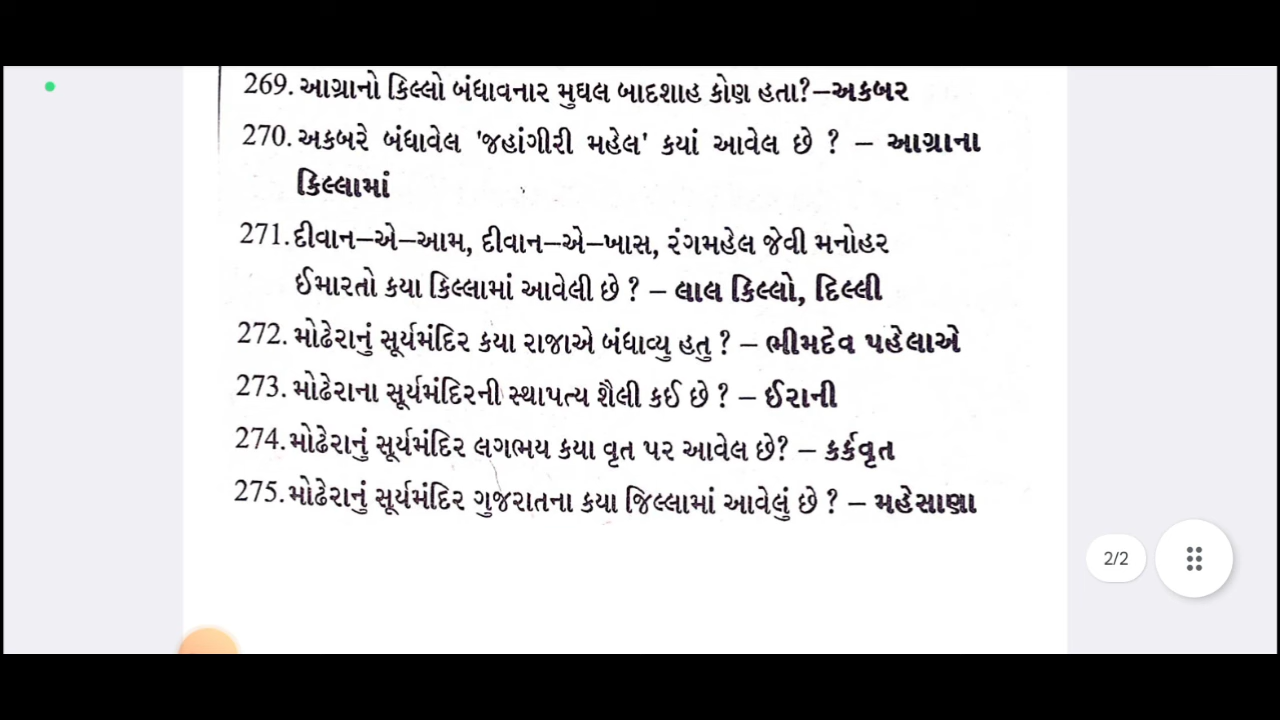 269. આગ્રાનો કિલ્લો બંધાવનાર મુઘલ બાદશાહ કોણ હતા?–અકબર
270. અકબરે બંધાવેલ 'જહાંગીરી મહેલ' કયાં આવેલ છે ? – આગ્રાના
કિલ્લામાં
271. દીવાન–એ–આમ, દીવાન–એ–ખાસ, રંગમહેલ જેવી મનોહર
ઈમારતો કયા કિલ્લામાં આવેલી છે ? – લાલ કિલ્લો, દિલ્લી
272. મોઢેરાનું સૂર્યમંદિર કયા રાજાએ બંધાવ્યુ હતુ ? – ભીમદેવ પહેલાએ
273. મોઢેરાના સૂર્યમંદિરની સ્થાપત્ય શૈલી કઈ છે ? – ઈરાની
274. મોઢેરાનું સૂર્યમંદિર લગભય કયા વૃત પર આવેલ છે? – કર્કવૃત
275. મોઢેરાનું સૂર્યમંદિર ગુજરાતના કયા જિલ્લામાં આવેલું છે ? – મહેસાણા
2/2